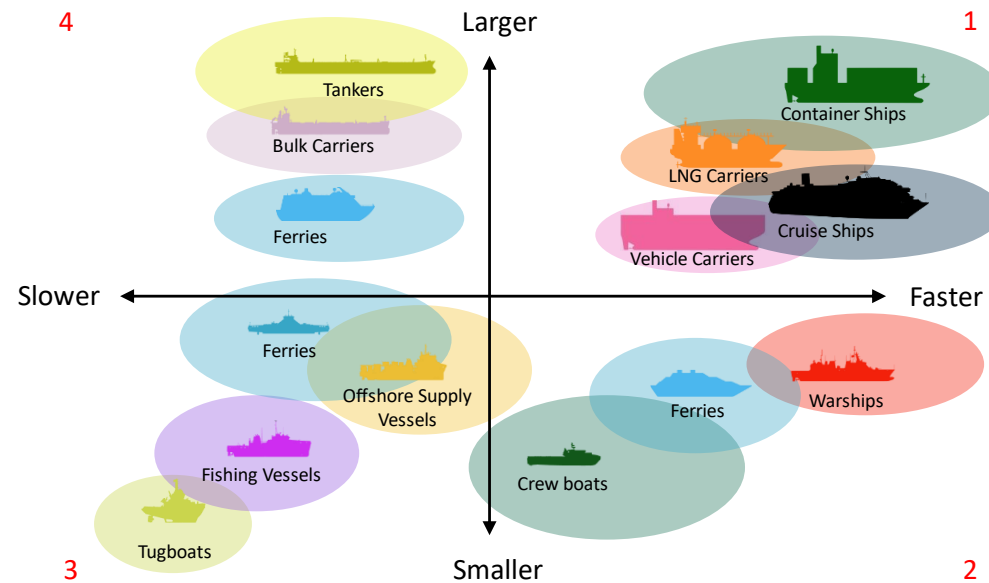 4
Larger
1
Tankers
Container Ships
Bulk Carriers
LNG Carriers
Ferries
Cruise Ships
Vehicle Carriers
Slower
Faster
Ferries
Offshore Supply
Vessels
Ferries
Warships
Fishing Vessels
Crew boats
Tugboats
3
Smaller
2